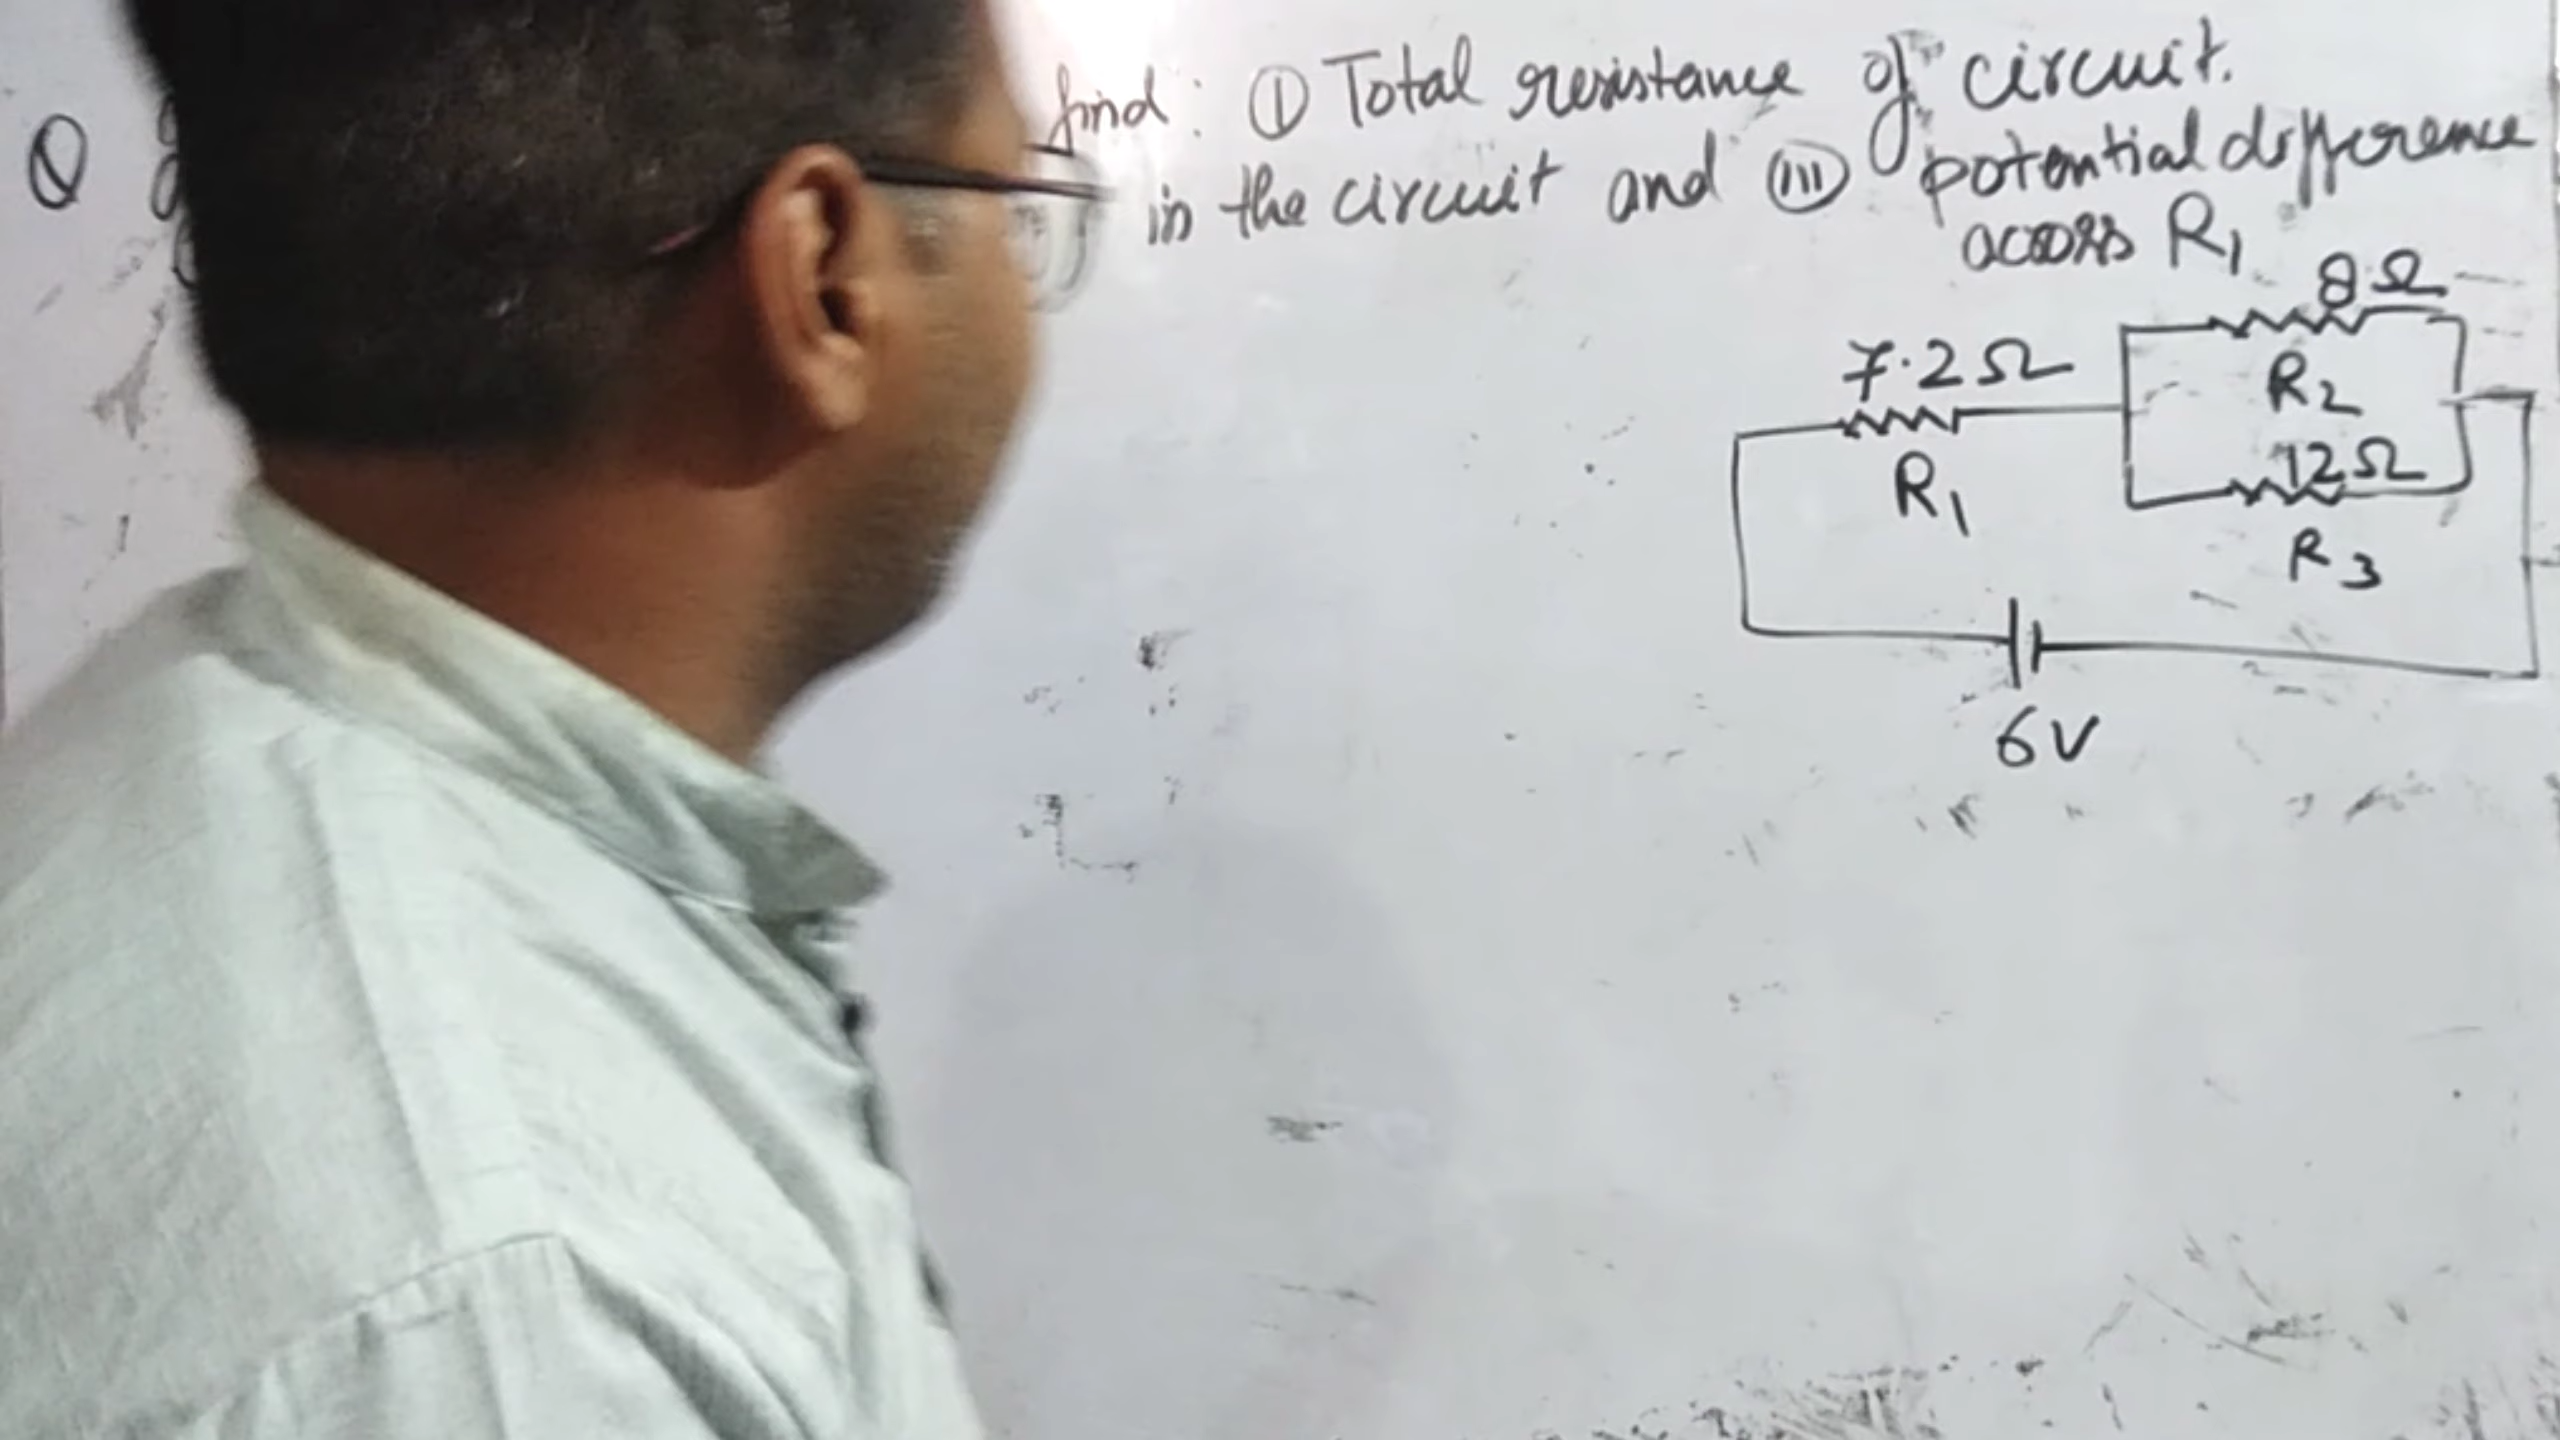 Q
find: ① Total resistance of circuit.
in the circuit and (iii) potential difference
across R1
8Ω
7.2Ω
R2
12Ω
R1
R3
6V